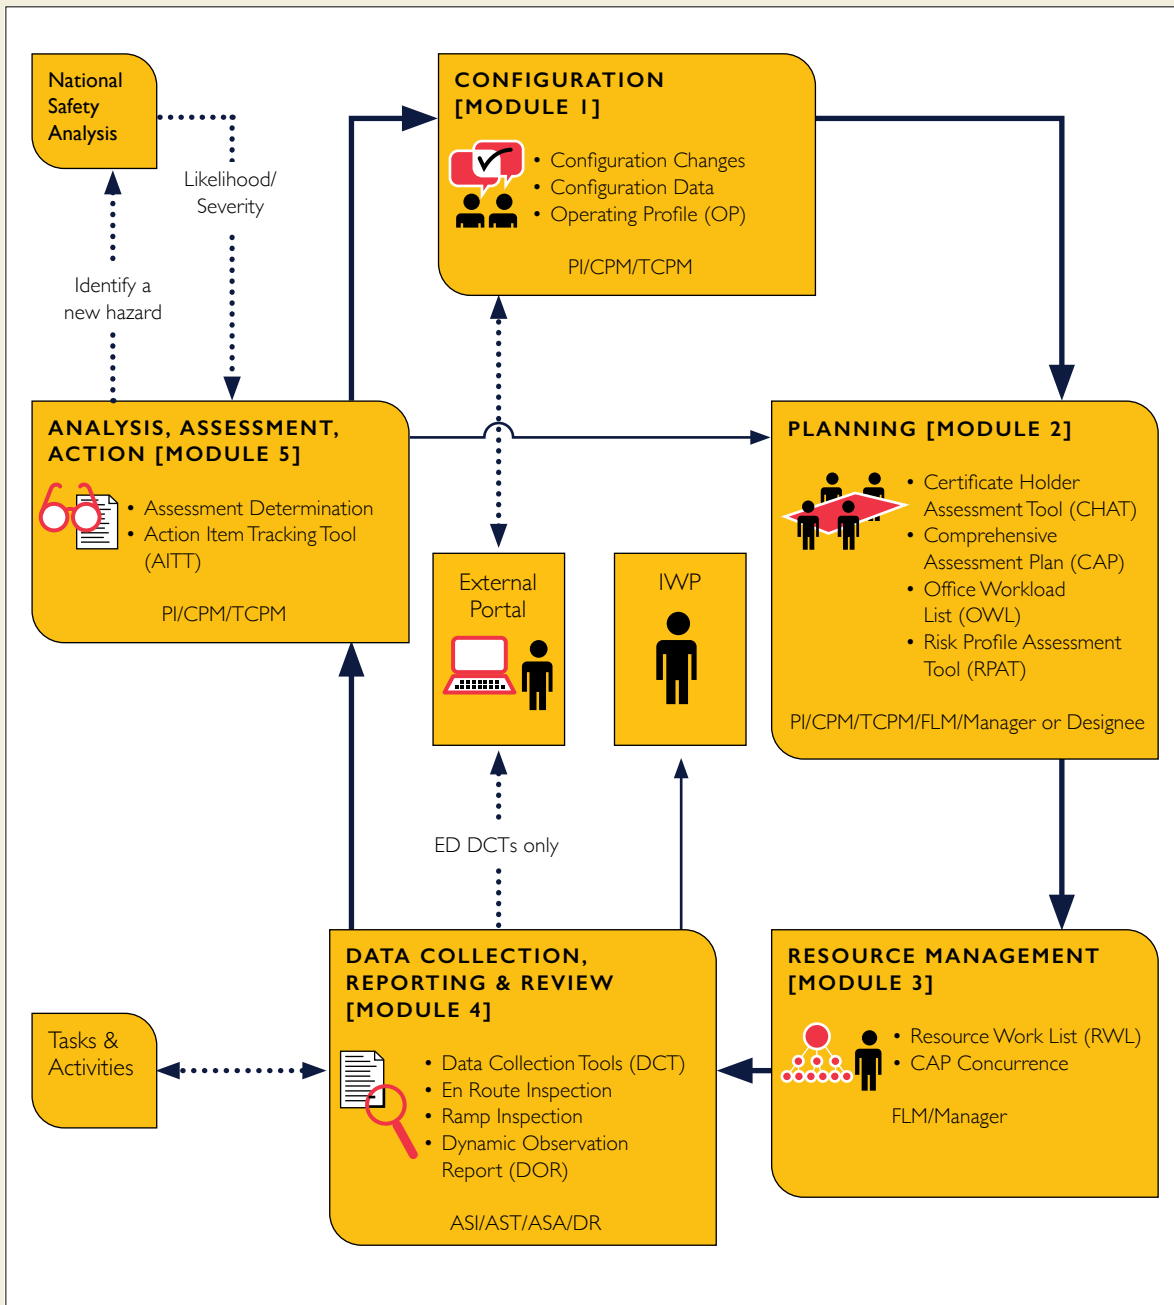 National
Safety
Analysis
Likelihood/
Severity
Identify a
new hazard
CONFIGURATION
[MODULE 1]
• Configuration Changes
• Configuration Data
• Operating Profile (OP)
PI/CPM/TCPM
ANALYSIS, ASSESSMENT,
ACTION [MODULE 5]
• Assessment Determination
• Action Item Tracking Tool
(AITT)
PI/CPM/TCPM
PLANNING [MODULE 2]
• Certificate Holder
Assessment Tool (CHAT)
• Comprehensive
Assessment Plan (CAP)
• Office Workload
List (OWL)
• Risk Profile Assessment
Tool (RPAT)
PI/CPM/TCPM/FLM/Manager or Designee
External
Portal
IWP
ED DCTs only
DATA COLLECTION,
REPORTING & REVIEW
[MODULE 4]
• Data Collection Tools (DCT)
• En Route Inspection
• Ramp Inspection
• Dynamic Observation
Report (DOR)
ASI/AST/ASA/DR
RESOURCE MANAGEMENT
[MODULE 3]
• Resource Work List (RWL)
• CAP Concurrence
FLM/Manager
Tasks &
Activities